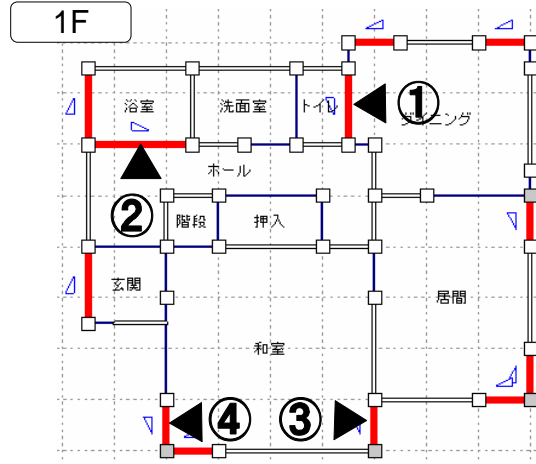 1F
浴室
洗面室
トイレ
①
ダイニング
ホール
②
階段
押入
玄関
居間
和室
④
③